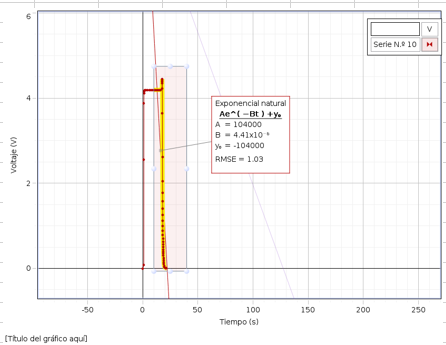 6
4
2
0
Voltaje (V)
-50
0
50
100
150
200
250
Tiempo (s)
V
Serie N.º 10
Exponencial natural
Ae^( −Bt ) +y₀
A = 104000
B = 4.41x10⁻⁶
y₀ = -104000
RMSE = 1.03
[Título del gráfico aquí]